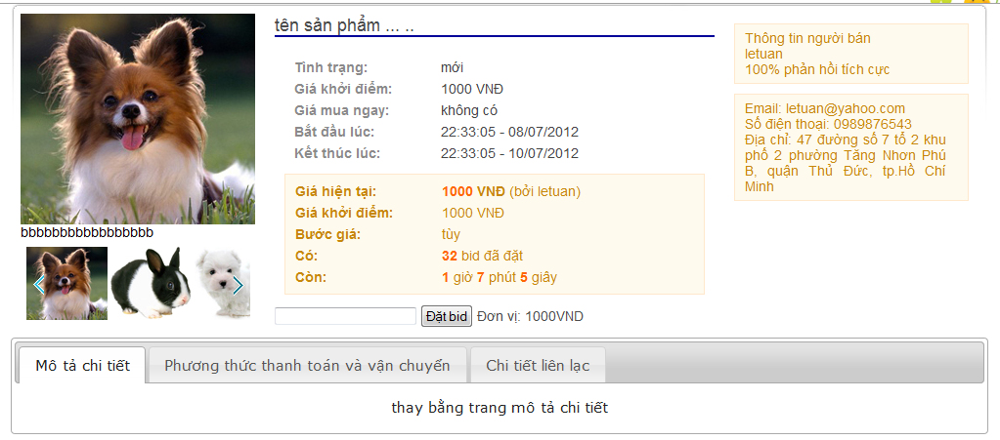 tên sản phẩm ... ..
Tình trạng: mới
Giá khởi điểm: 1000 VNĐ
Giá mua ngay: không có
Bắt đầu lúc: 22:33:05 - 08/07/2012
Kết thúc lúc: 22:33:05 - 10/07/2012
Giá hiện tại: 1000 VNĐ (bởi letuan)
Giá khởi điểm: 1000 VNĐ
Bước giá: tùy
Có: 32 bid đã đặt
Còn: 1 giờ 7 phút 5 giây
Đặt bid Đơn vị: 1000VND
bbbbbbbbbbbbbbbbb
Thông tin người bán
letuan
100% phản hồi tích cực
Email: letuan@yahoo.com
Số điện thoại: 0989876543
Địa chỉ: 47 đường số 7 tổ 2 khu
phố 2 phường Tăng Nhơn Phú
B, quận Thủ Đức, tp.Hồ Chí
Minh
Mô tả chi tiết Phương thức thanh toán và vận chuyển Chi tiết liên lạc
thay bằng trang mô tả chi tiết